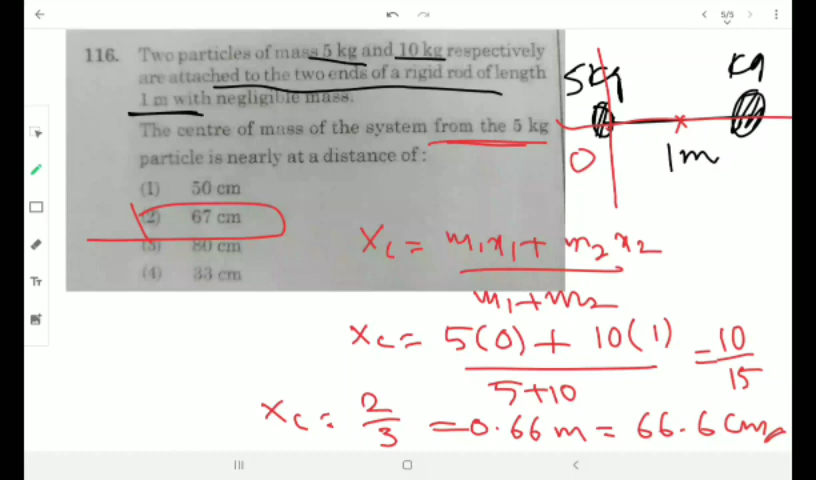 5/5
116. Two particles of mass 5 kg and 10 kg respectively
are attached to the two ends of a rigid rod of length
1 m with negligible mass.
The centre of mass of the system from the 5 kg
particle is nearly at a distance of :
(1) 50 cm
(2) 67 cm
(3) 80 cm
(4) 33 cm
5kg
kg
0
1m
Xc = m₁x₁ + m₂x₂
m₁+m₂
Xc = 5(0) + 10(1) = 10
5+10 15
Xc = 2/3 = 0.66 m = 66.6 cm
Tт